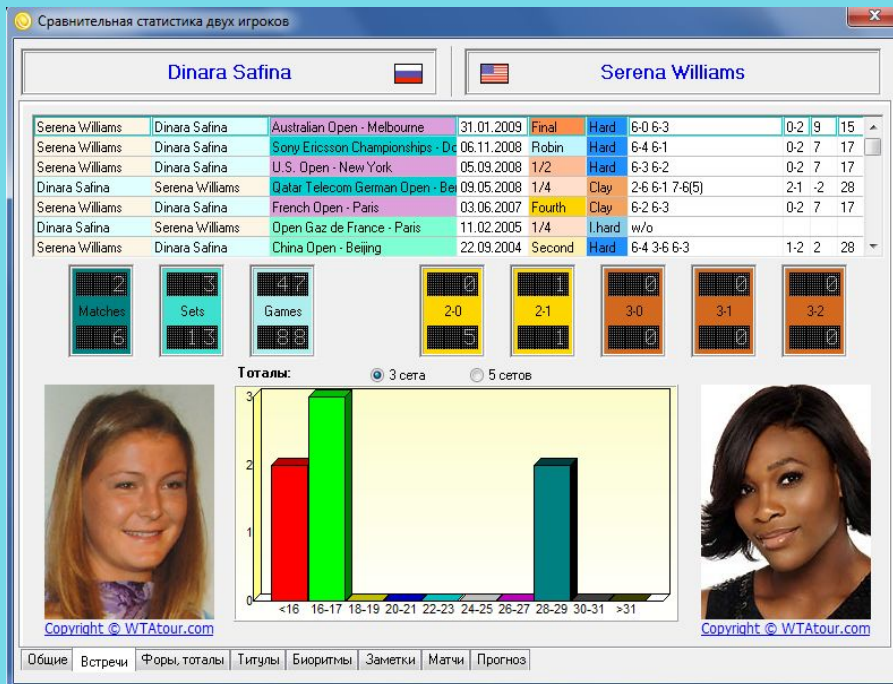 Сравнительная статистика двух игроков
Dinara Safina
Serena Williams
Serena Williams Dinara Safina Australian Open - Melbourne 31.01.2009 Final Hard 6-0 6-3 0-2 9 15
Serena Williams Dinara Safina Sony Ericsson Championships - Do 06.11.2008 Robin Hard 6-4 6-1 0-2 7 17
Serena Williams Dinara Safina U.S. Open - New York 05.09.2008 1/2 Hard 6-3 6-2 0-2 7 17
Dinara Safina Serena Williams Qatar Telecom German Open - Ber 09.05.2008 1/4 Clay 2-6 6-1 7-6(5) 2-1 -2 28
Serena Williams Dinara Safina French Open - Paris 03.06.2007 Fourth Clay 6-2 6-3 0-2 7 17
Dinara Safina Serena Williams Open Gaz de France - Paris 11.02.2005 1/4 I.hard w/o
Serena Williams Dinara Safina China Open - Beijing 22.09.2004 Second Hard 6-4 3-6 6-3 1-2 2 28
2 3 47 0 1 0 0 0
Matches Sets Games 2-0 2-1 3-0 3-1 3-2
6 13 88 5 1 0 0 0
Тоталы: 3 сета 5 сетов
3
2
1
0
<16 16-17 18-19 20-21 22-23 24-25 26-27 28-29 30-31 >31
Copyright © WTAtour.com
Copyright © WTAtour.com
Общие Встречи Форы, тоталы Титулы Биоритмы Заметки Матчи Прогноз